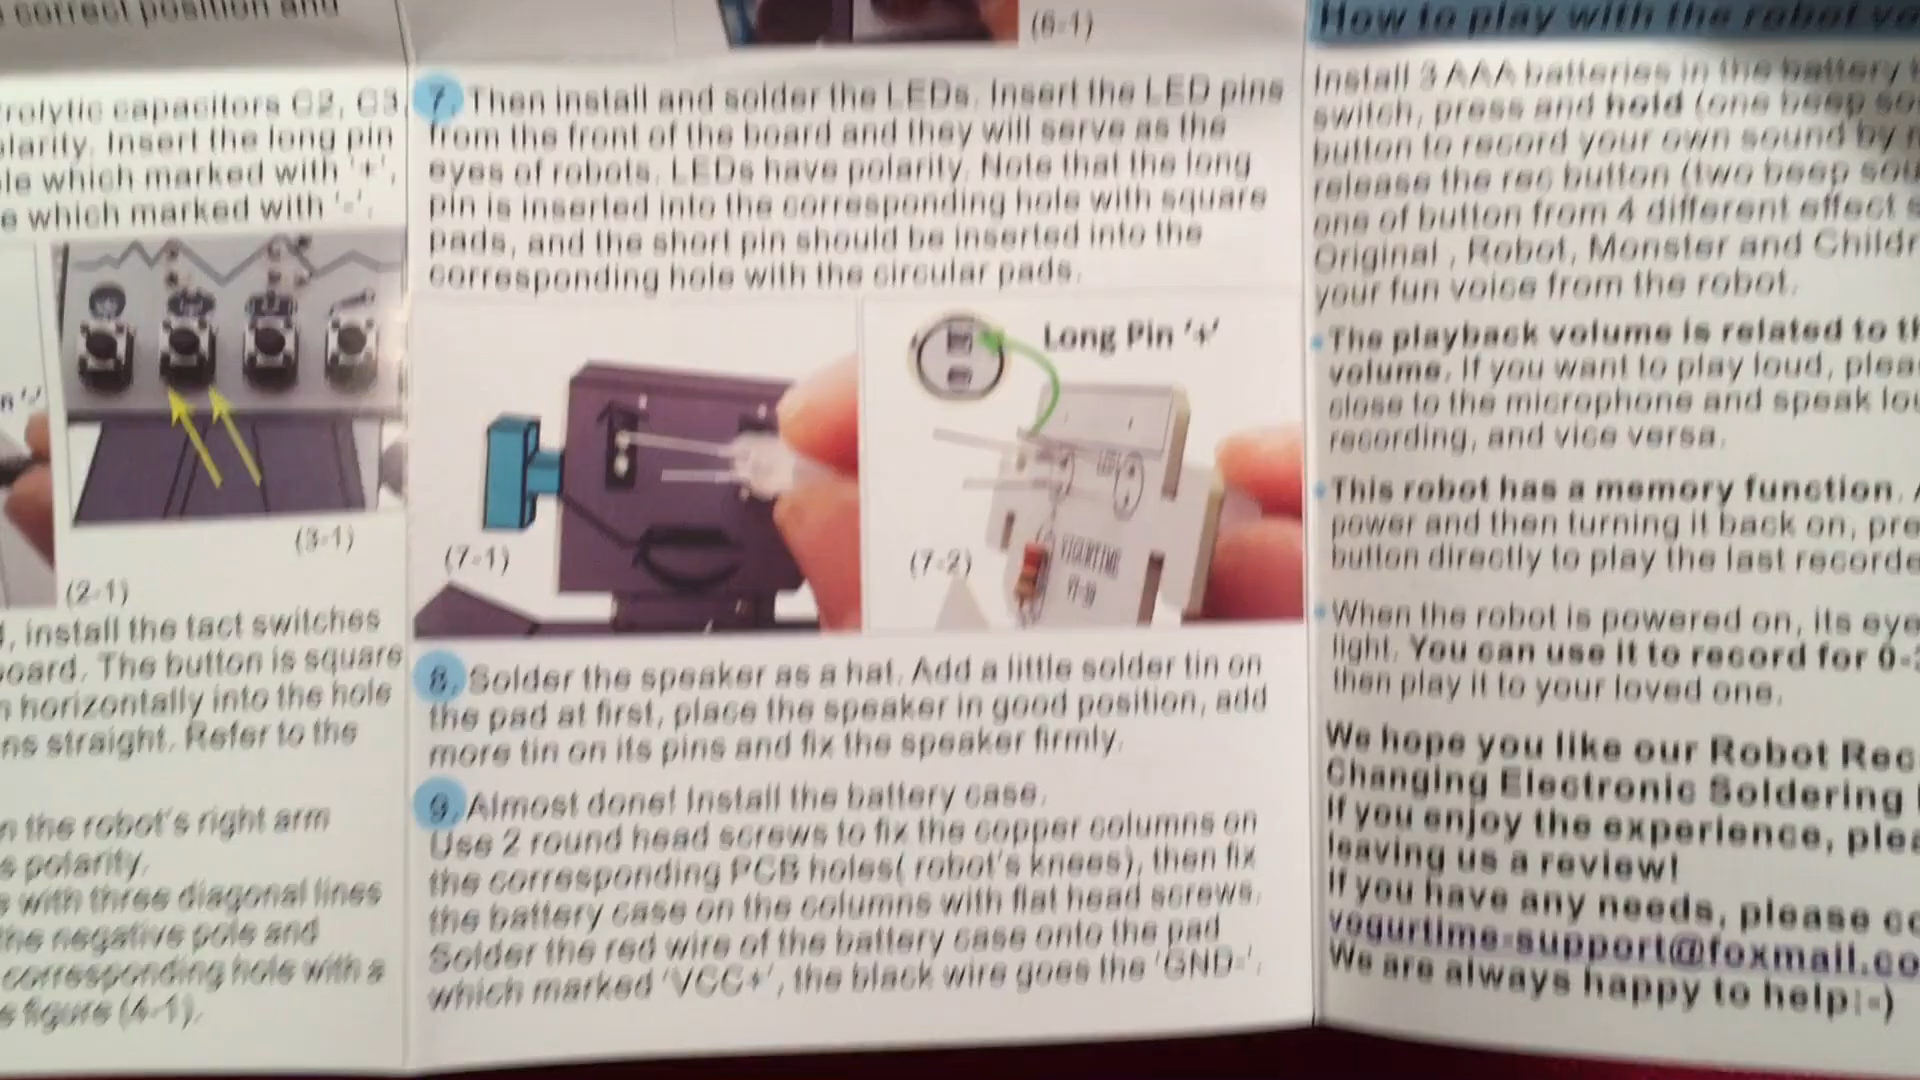 correct position and
rolytic capacitors C2, C3.
larity. Insert the long pin
le which marked with '+',
e which marked with '-'.
(3-1)
(2-1)
, install the tact switches
oard. The button is square
n horizontally into the hole
ns straight. Refer to the
n the robot's right arm
s polarity.
s with three diagonal lines
the negative pole and
corresponding hole with a
s figure (4-1).
(6-1)
7. Then install and solder the LEDs. Insert the LED pins
from the front of the board and they will serve as the
eyes of robots. LEDs have polarity. Note that the long
pin is inserted into the corresponding hole with square
pads, and the short pin should be inserted into the
corresponding hole with the circular pads.
Long Pin '+'
(7-1)
(7-2)
8. Solder the speaker as a hat. Add a little solder tin on
the pad at first, place the speaker in good position, add
more tin on its pins and fix the speaker firmly.
9. Almost done! Install the battery case.
Use 2 round head screws to fix the copper columns on
the corresponding PCB holes( robot's knees), then fix
the battery case on the columns with flat head screws.
Solder the red wire of the battery case onto the pad
which marked 'VCC+', the black wire goes the 'GND-'.
How to play with the robot vo
Install 3 AAA batteries in the battery
switch, press and hold (one beep so
button to record your own sound by
release the rec button (two beep sou
one of button from 4 different effect s
Original , Robot, Monster and Childr
your fun voice from the robot.
The playback volume is related to th
volume. If you want to play loud, pleas
close to the microphone and speak lou
recording, and vice versa.
This robot has a memory function. A
power and then turning it back on, pre
button directly to play the last recorde
When the robot is powered on, its eye
light. You can use it to record for 0-
then play it to your loved one.
We hope you like our Robot Rec
Changing Electronic Soldering
If you enjoy the experience, plea
leaving us a review!
If you have any needs, please co
yogurtime-support@foxmail.co
We are always happy to help:-)